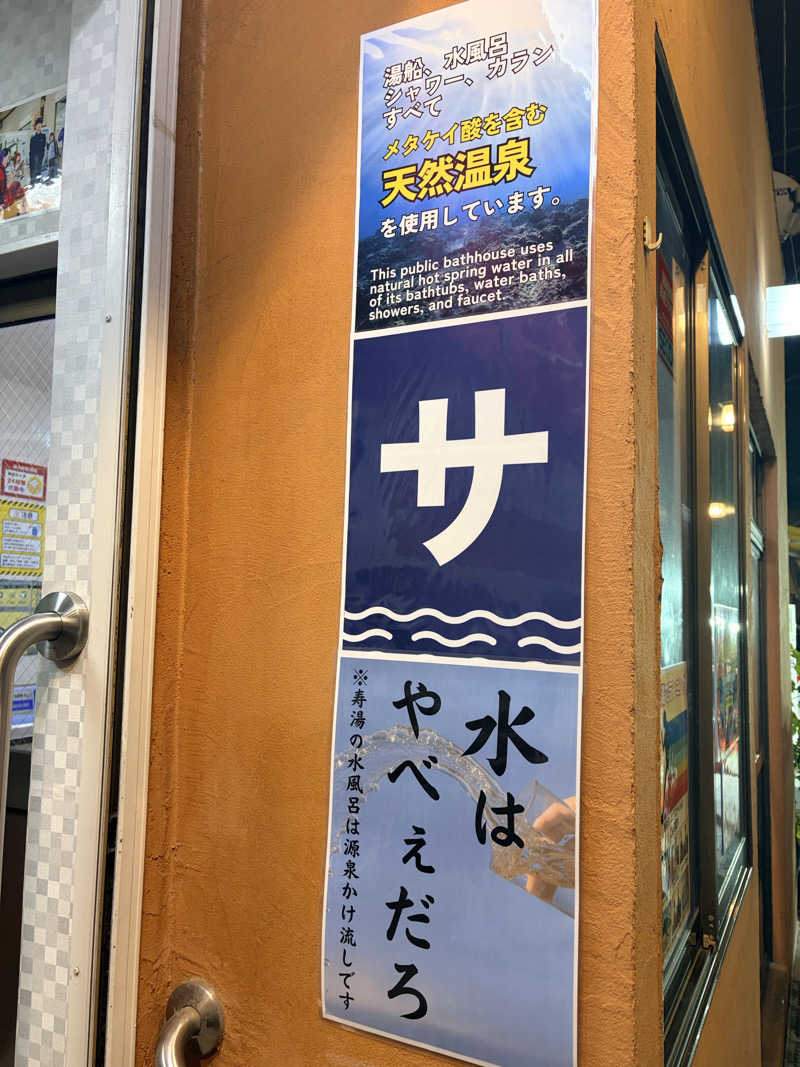 湯船、水風呂
シャワー、カラン
すべて
メタケイ酸を含む
天然温泉
を使用しています。
This public bathhouse uses
natural hot spring water in all
of its bathtubs, water baths,
showers, and faucet.
サ
水は
やべぇだろ
※寿湯の水風呂は源泉かけ流しです